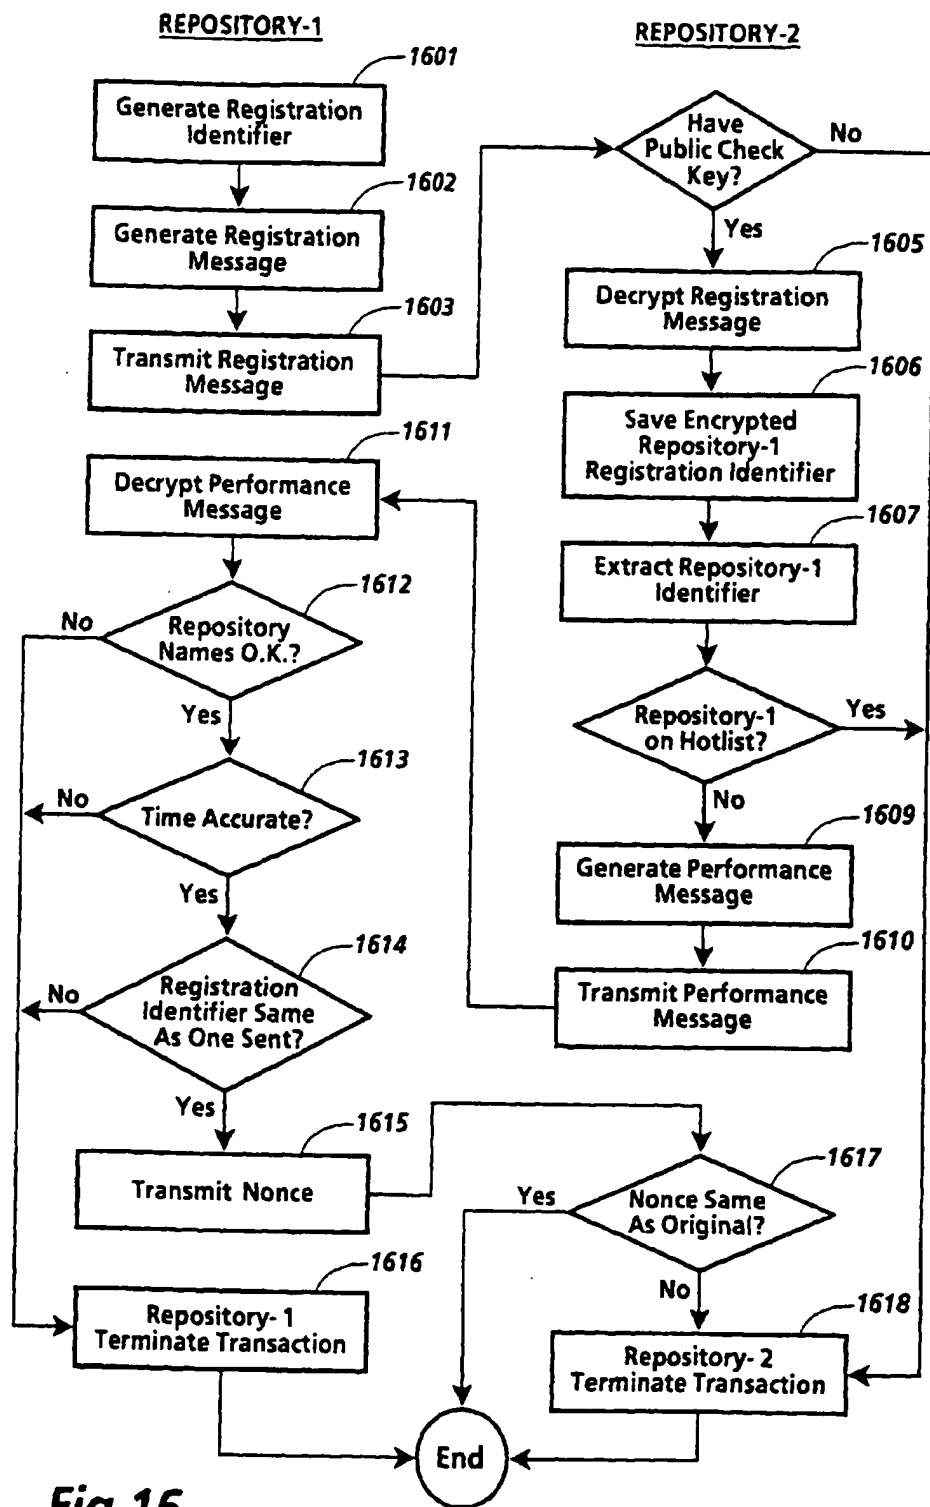 REPOSITORY-1
REPOSITORY-2
1601
Generate Registration
Identifier
1602
Generate Registration
Message
1603
Transmit Registration
Message
Have
Public Check
Key?
No
Yes
1605
Decrypt Registration
Message
1606
Save Encrypted
Repository-1
Registration Identifier
1607
Extract Repository-1
Identifier
Repository-1
on Hotlist?
Yes
No
1609
Generate Performance
Message
1610
Transmit Performance
Message
1611
Decrypt Performance
Message
1612
Repository
Names O.K.?
No
Yes
1613
Time Accurate?
No
Yes
1614
Registration
Identifier Same
As One Sent?
No
Yes
1615
Transmit Nonce
1616
Repository-1
Terminate Transaction
1617
Nonce Same
As Original?
Yes
No
1618
Repository-2
Terminate Transaction
End
Fig.16